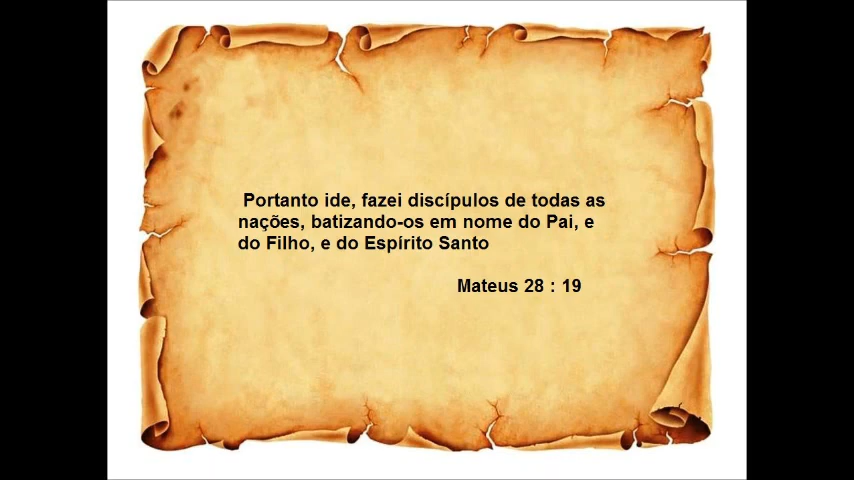 Portanto ide, fazei discípulos de todas as
nações, batizando-os em nome do Pai, e
do Filho, e do Espírito Santo
Mateus 28 : 19